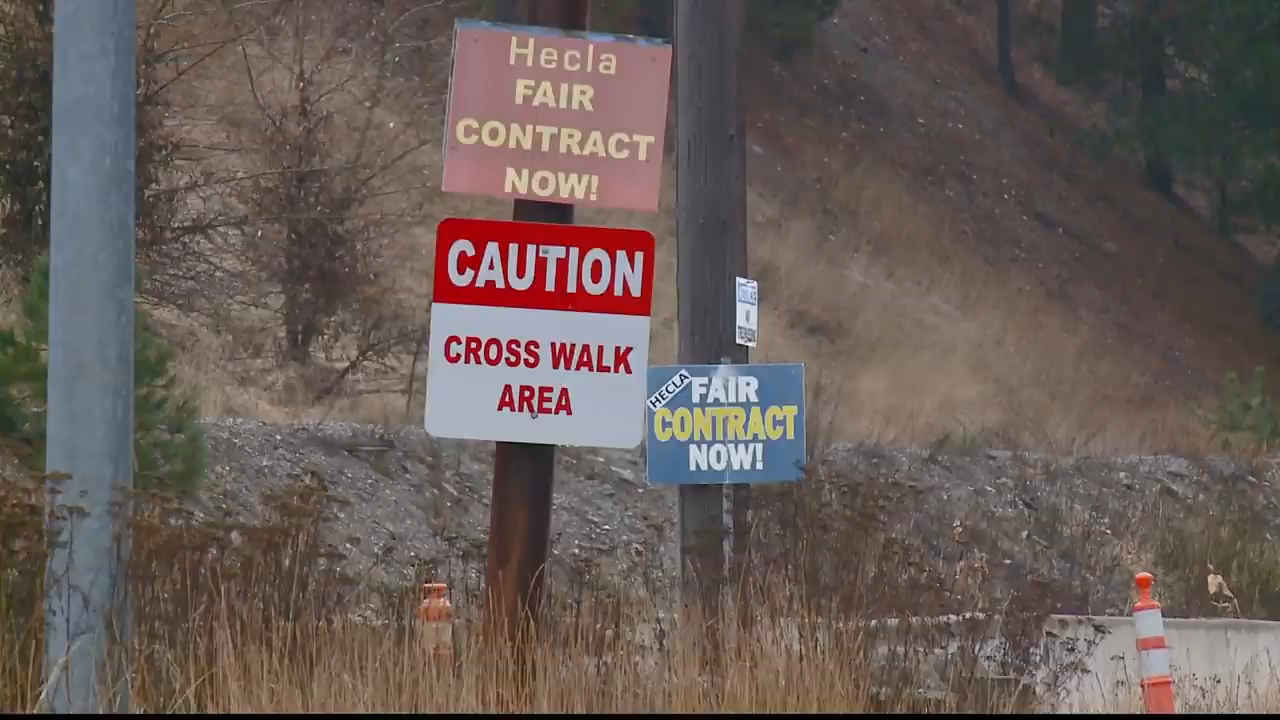 Hecla
FAIR
CONTRACT
NOW!
CAUTION
CROSS WALK
AREA
HECLA
FAIR
CONTRACT
NOW!